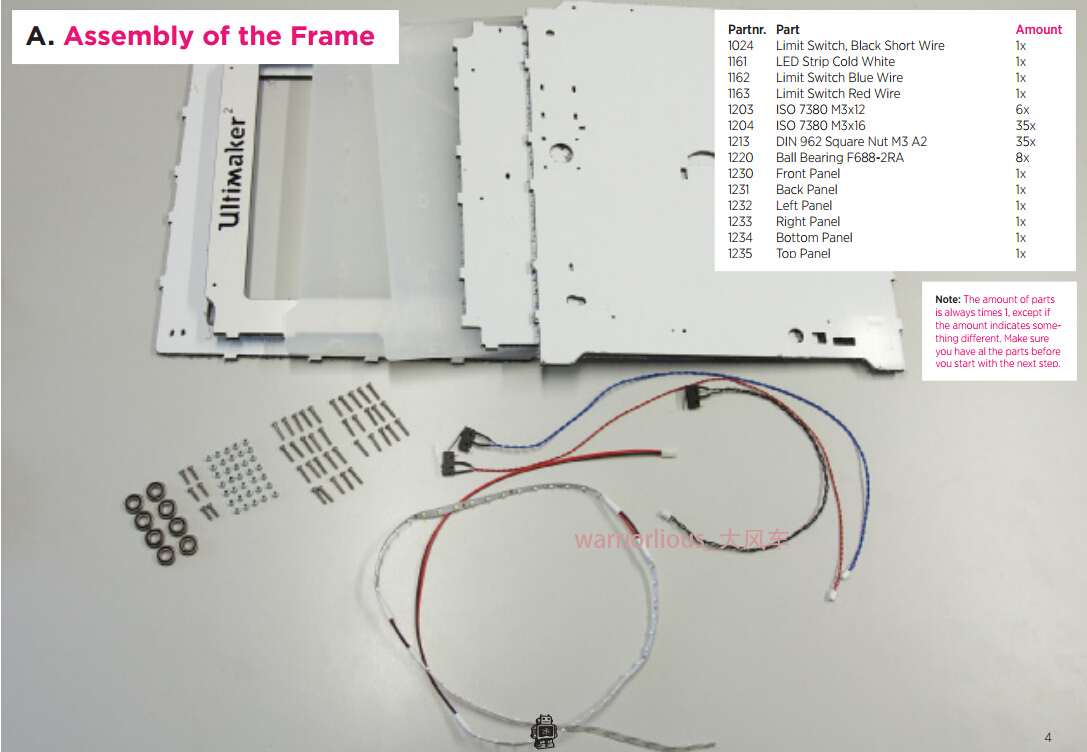 A. Assembly of the Frame
Partnr. Part Amount
1024 Limit Switch, Black Short Wire 1x
1161 LED Strip Cold White 1x
1162 Limit Switch Blue Wire 1x
1163 Limit Switch Red Wire 1x
1203 ISO 7380 M3x12 6x
1204 ISO 7380 M3x16 35x
1213 DIN 962 Square Nut M3 A2 35x
1220 Ball Bearing F688-2RA 8x
1230 Front Panel 1x
1231 Back Panel 1x
1232 Left Panel 1x
1233 Right Panel 1x
1234 Bottom Panel 1x
1235 Top Panel 1x
Ultimaker²
Note: The amount of parts
is always times 1, except if
the amount indicates some-
thing different. Make sure
you have al the parts before
you start with the next step.
warriorlious_大风车
4